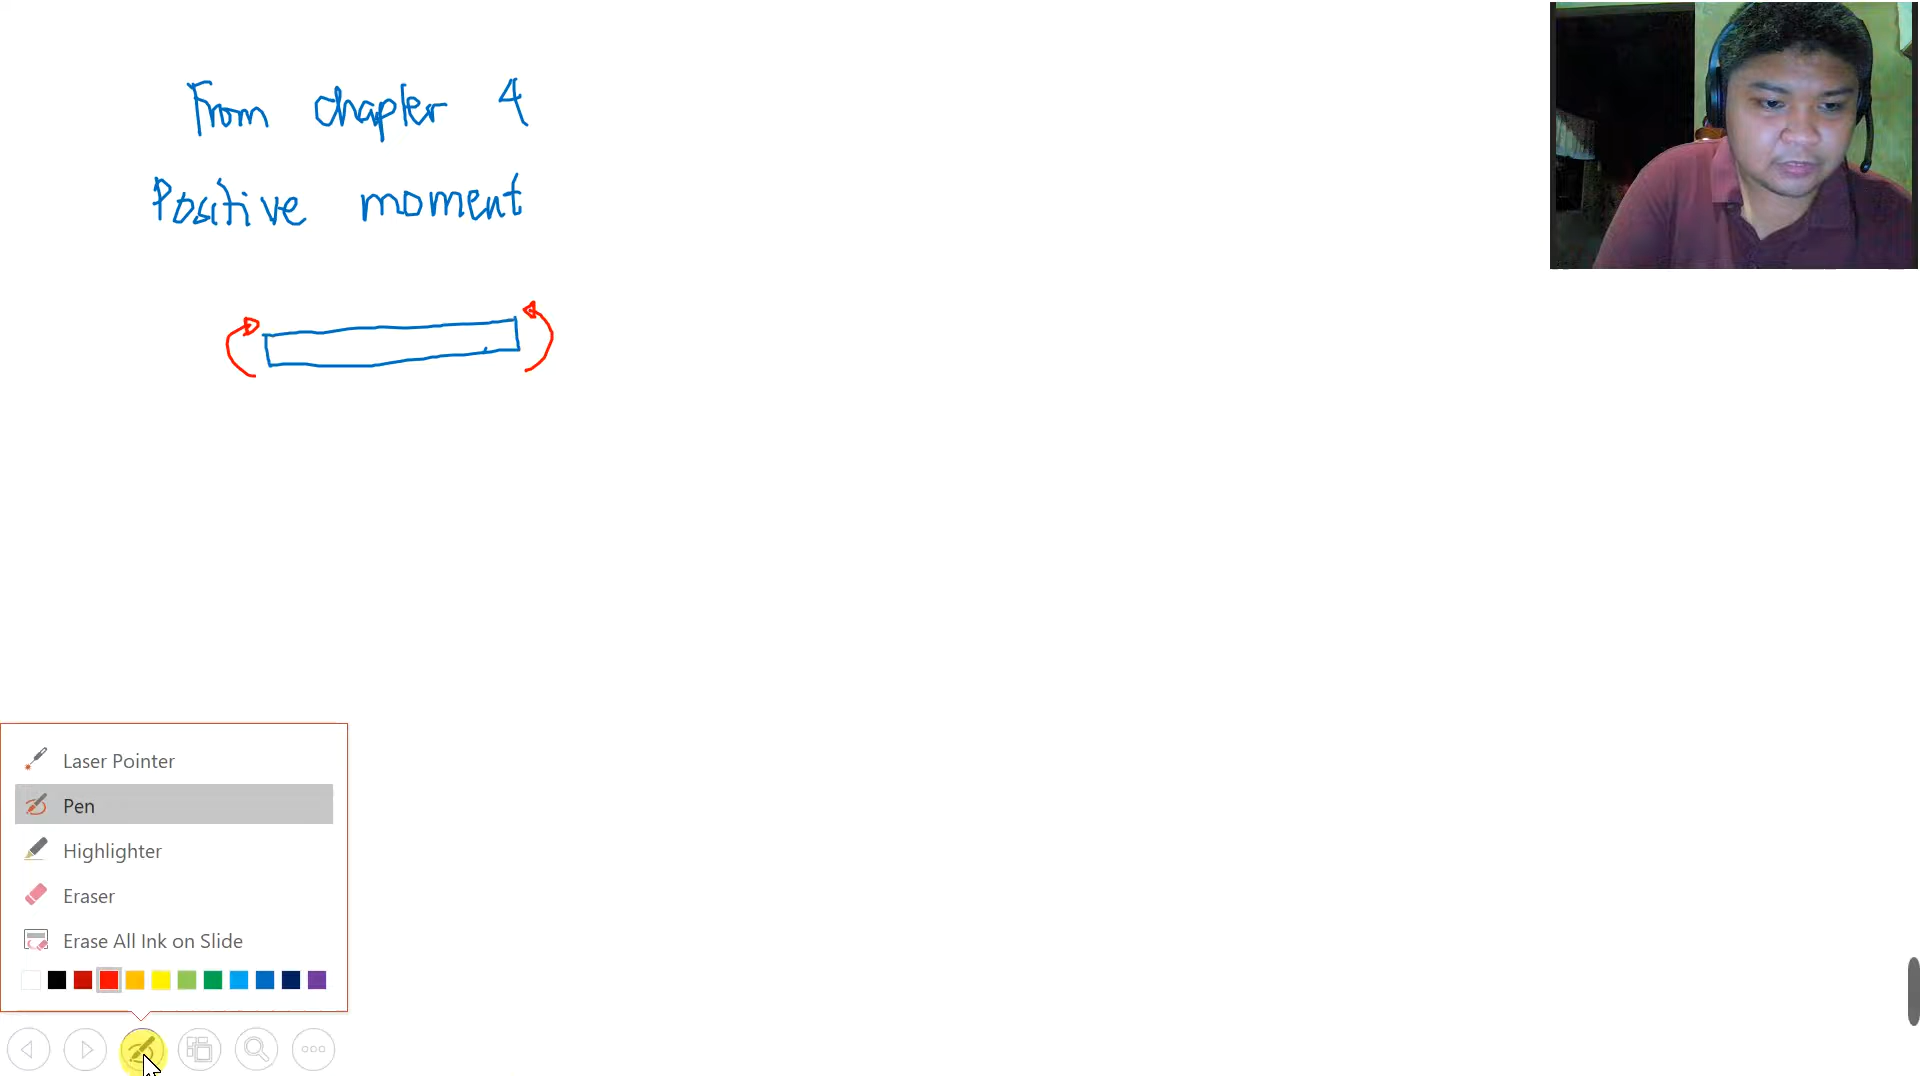 From chapter 4
Positive moment
Laser Pointer
Pen
Highlighter
Eraser
Erase All Ink on Slide